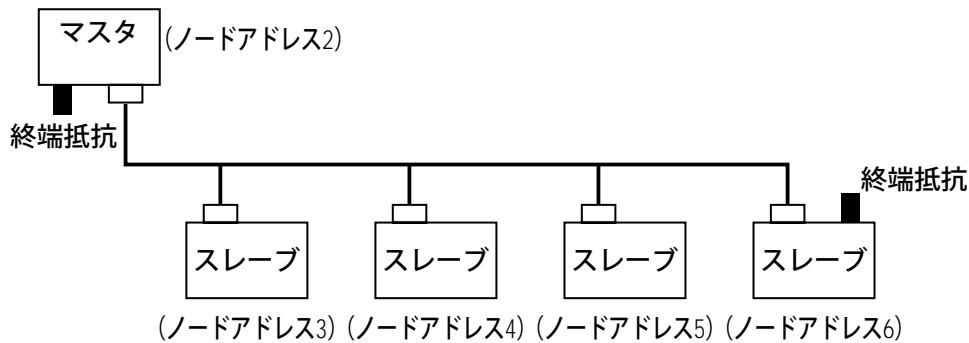 マスタ
(ノードアドレス2)
終端抵抗
終端抵抗
スレーブ スレーブ スレーブ スレーブ
(ノードアドレス3) (ノードアドレス4) (ノードアドレス5) (ノードアドレス6)